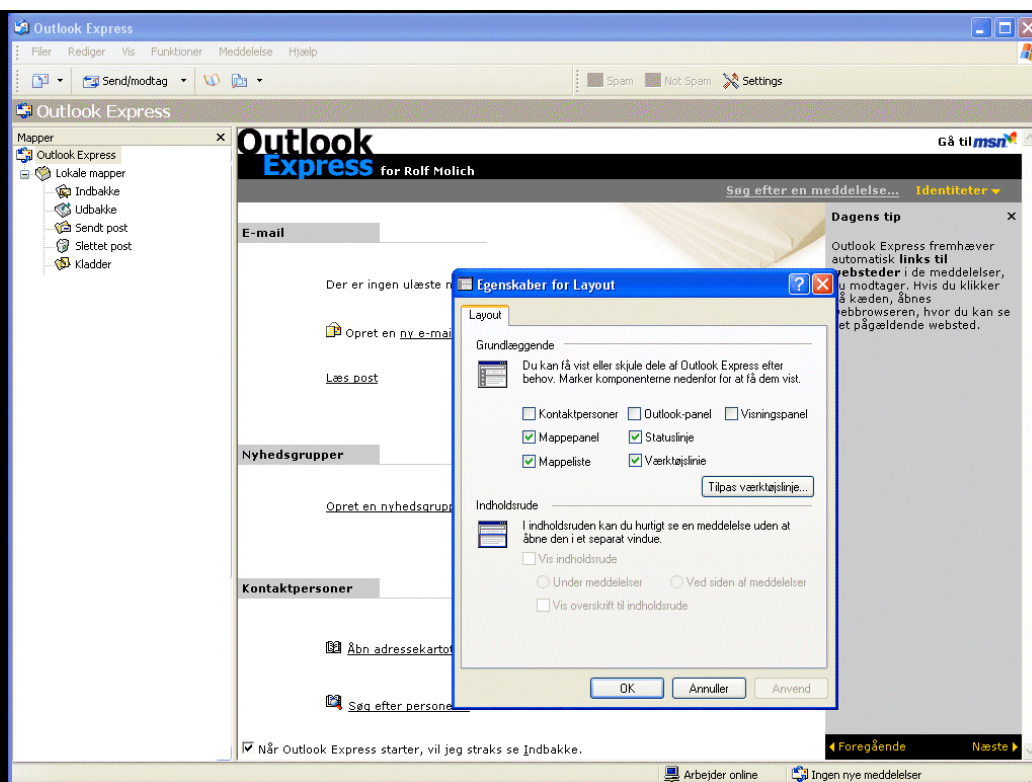 Outlook Express
Filer Rediger Vis Funktioner Meddelelse Hjælp
Send/modtag Spam Not Spam Settings
Outlook Express
Mapper
Outlook Express
Lokale mapper
Indbakke
Udbakke
Sendt post
Slettet post
Kladder
Outlook
Express for Rolf Molich
Gå til msn
Søg efter en meddelelse... Identiteter
E-mail
Der er ingen ulæste
Opret en ny e-mai
Læs post
Nyhedsgrupper
Opret en nyhedsgrupp
Kontaktpersoner
Åbn adressekartot
Søg efter persone
Når Outlook Express starter, vil jeg straks se Indbakke.
Dagens tip
Outlook Express fremhæver
automatisk links til
ebsteder i de meddelelser,
u modtager. Hvis du klikker
å kæden, åbnes
ebbrowseren, hvor du kan se
et pågældende websted.
Foregående Næste
Egenskaber for Layout
Layout
Grundlæggende
Du kan få vist eller skjule dele af Outlook Express efter
behov. Marker komponenterne nedenfor for at få dem vist.
Kontaktpersoner Outlook-panel Visningspanel
Mappepanel Statuslinje
Mappeliste Værktøjslinie
Tilpas værktøjslinje...
Indholdsrude
I indholdsruden kan du hurtigt se en meddelelse uden at
åbne den i et separat vindue.
Vis indholdsrude
Under meddelelser Ved siden af meddelelser
Vis overskrift til indholdsrude
OK Annuller Anvend
Arbejder online Ingen nye meddelelser